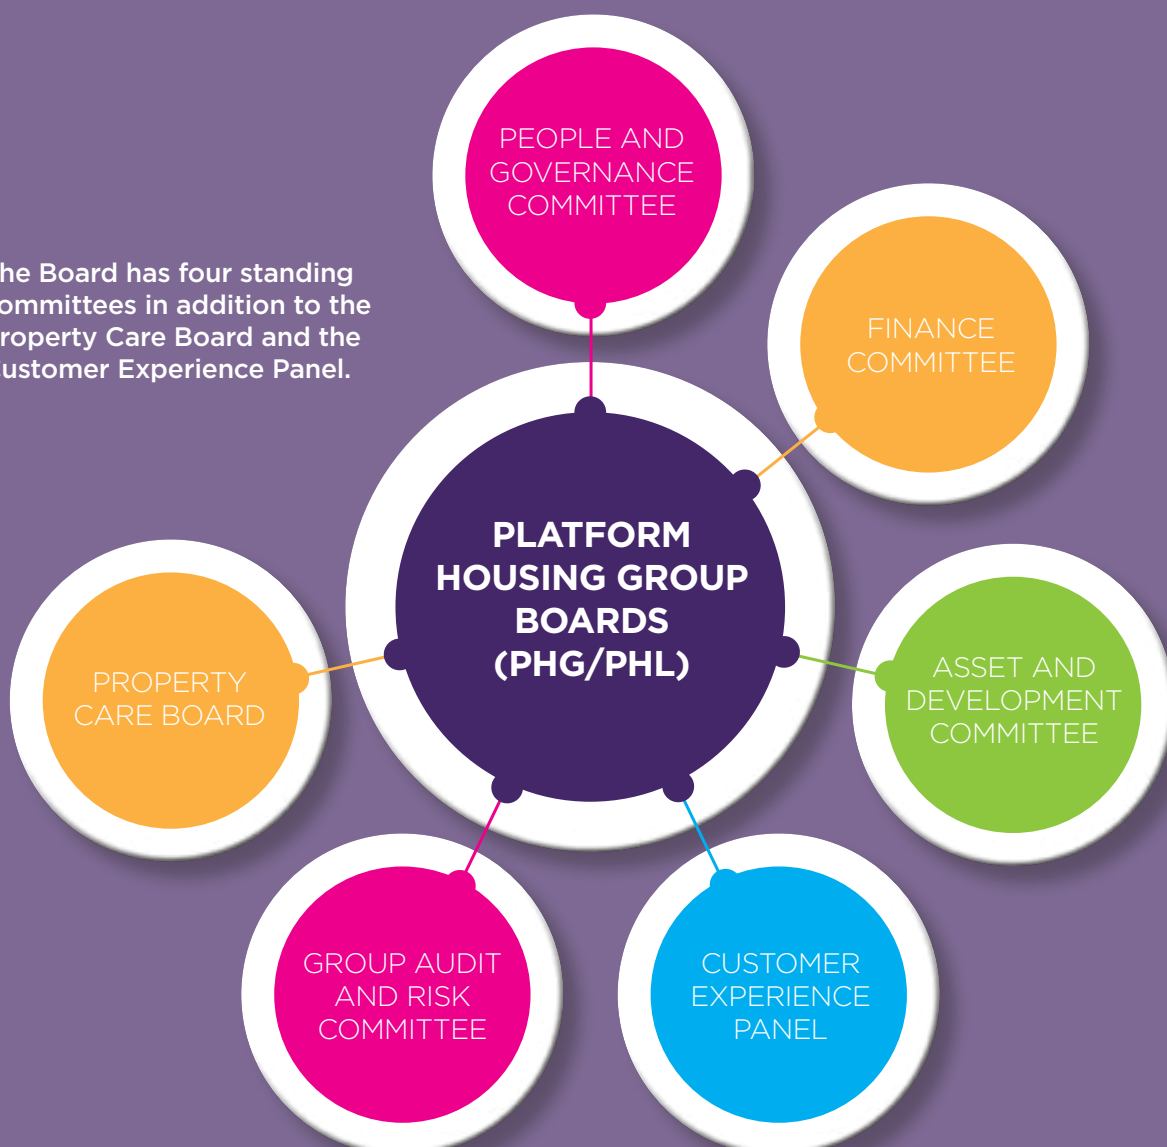 PEOPLE AND
GOVERNANCE
COMMITTEE
he Board has four standing
ommittees in addition to the
roperty Care Board and the
ustomer Experience Panel.
FINANCE
COMMITTEE
PLATFORM
HOUSING GROUP
BOARDS
(PHG/PHL)
PROPERTY
CARE BOARD
ASSET AND
DEVELOPMENT
COMMITTEE
GROUP AUDIT
AND RISK
COMMITTEE
CUSTOMER
EXPERIENCE
PANEL